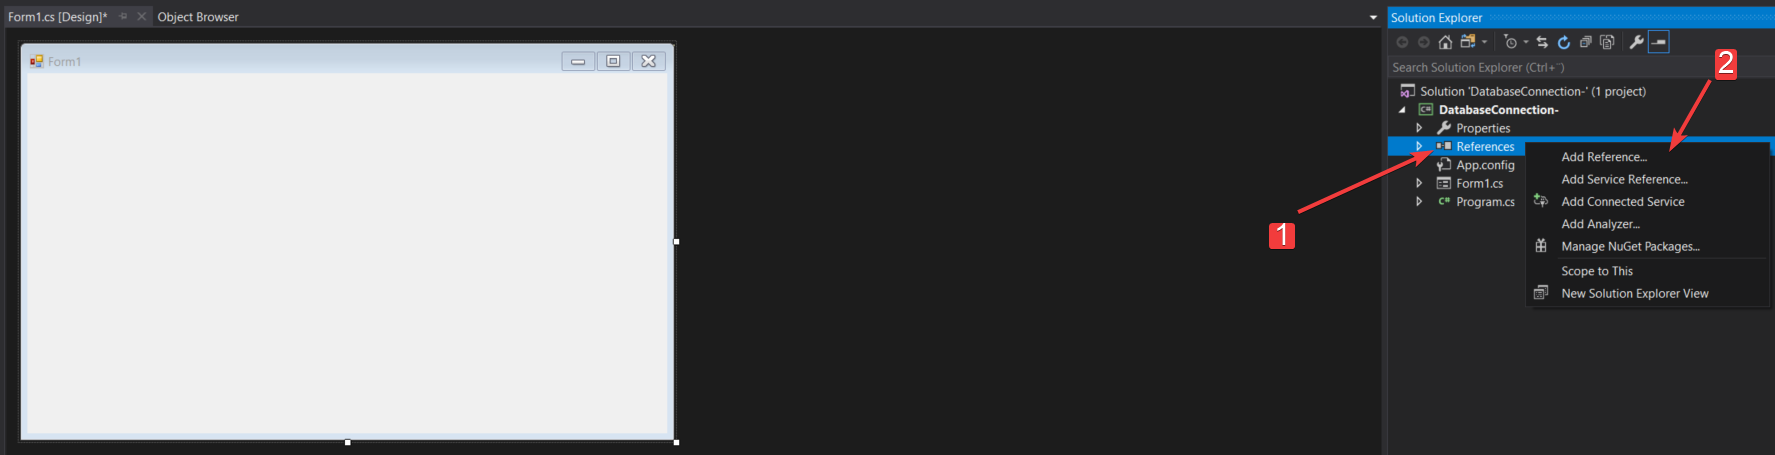 Form1.cs [Design]*
Object Browser
Form1
Solution Explorer
Search Solution Explorer (Ctrl+¨)
2
Solution 'DatabaseConnection-' (1 project)
C# DatabaseConnection-
Properties
References
App.config
Form1.cs
C# Program.cs
1
Add Reference...
Add Service Reference...
Add Connected Service
Add Analyzer...
Manage NuGet Packages...
Scope to This
New Solution Explorer View